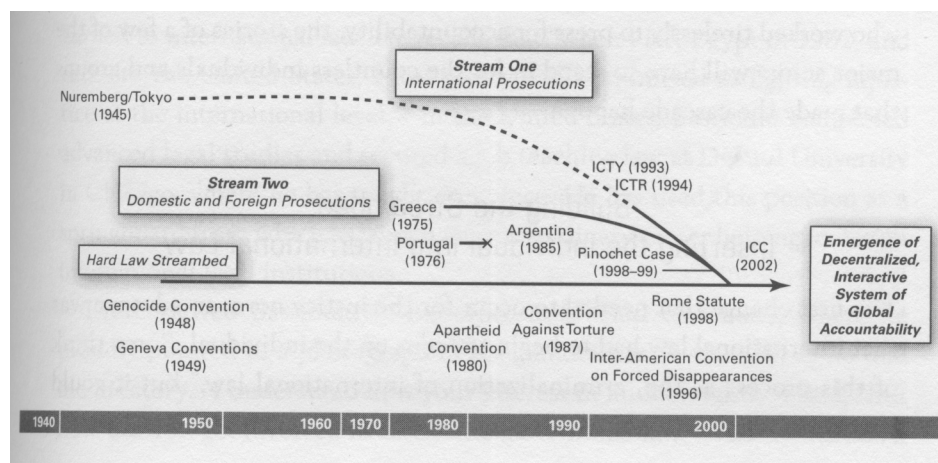 Stream One
International Prosecutions
Nuremberg/Tokyo
(1945)
ICTY (1993)
ICTR (1994)
Stream Two
Domestic and Foreign Prosecutions
Greece
(1975)
Portugal
(1976)
Argentina
(1985)
Pinochet Case
(1998–99)
ICC
(2002)
Hard Law Streambed
Emergence of
Decentralized,
Interactive
System of
Global
Accountability
Genocide Convention
(1948)
Geneva Conventions
(1949)
Apartheid
Convention
(1980)
Convention
Against Torture
(1987)
Rome Statute
(1998)
Inter-American Convention
on Forced Disappearances
(1996)
1940 1950 1960 1970 1980 1990 2000